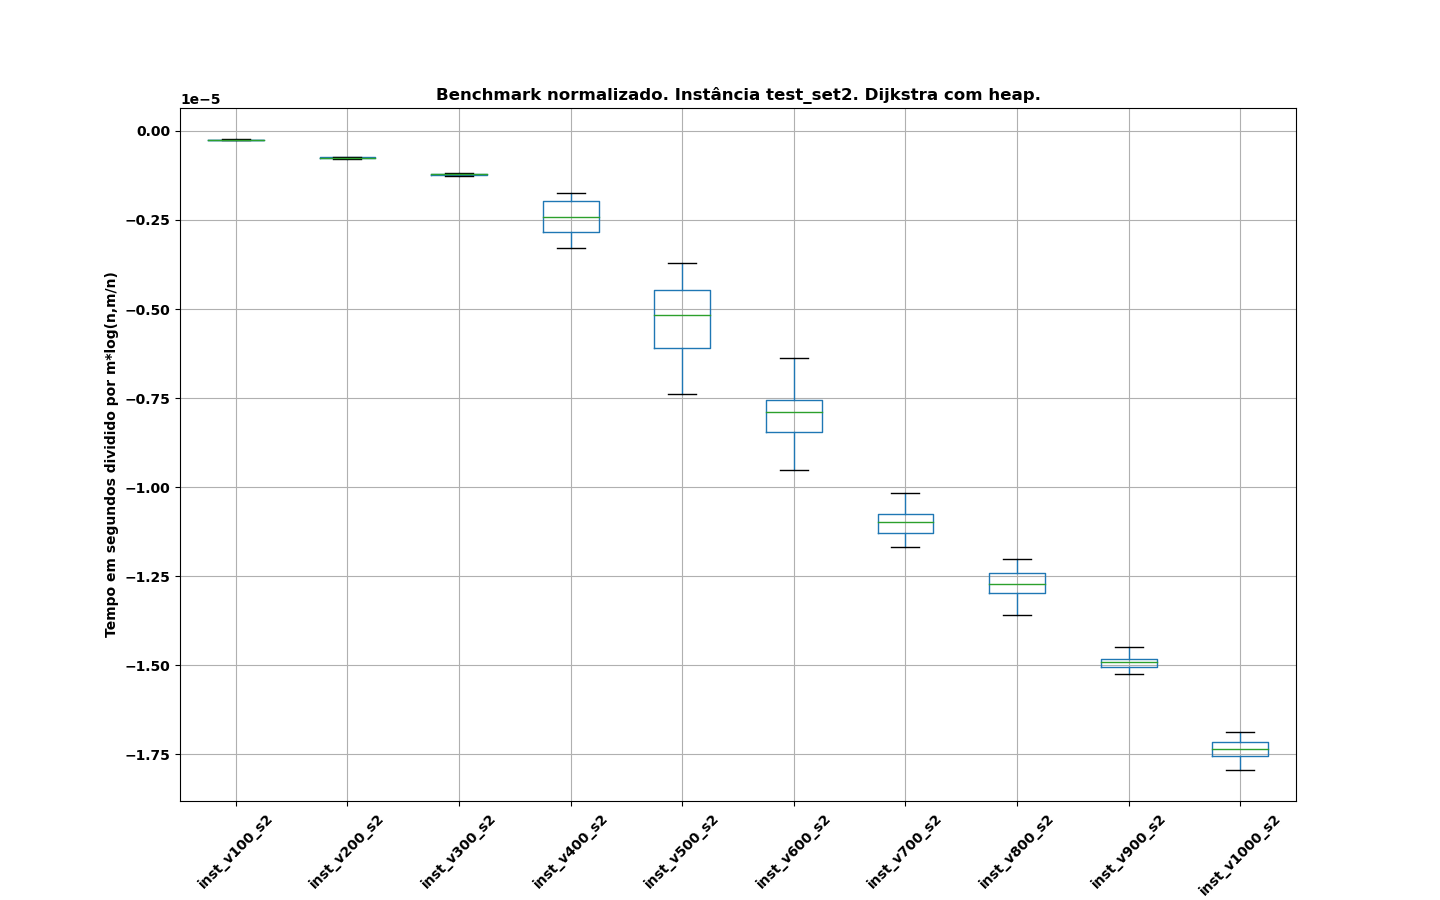 Benchmark normalizado. Instância test_set2. Dijkstra com heap.
1e−5
0.00
−0.25
−0.50
−0.75
−1.00
−1.25
−1.50
−1.75
Tempo em segundos dividido por m*log(n,m/n)
inst_v100_s2
inst_v200_s2
inst_v300_s2
inst_v400_s2
inst_v500_s2
inst_v600_s2
inst_v700_s2
inst_v800_s2
inst_v900_s2
inst_v1000_s2